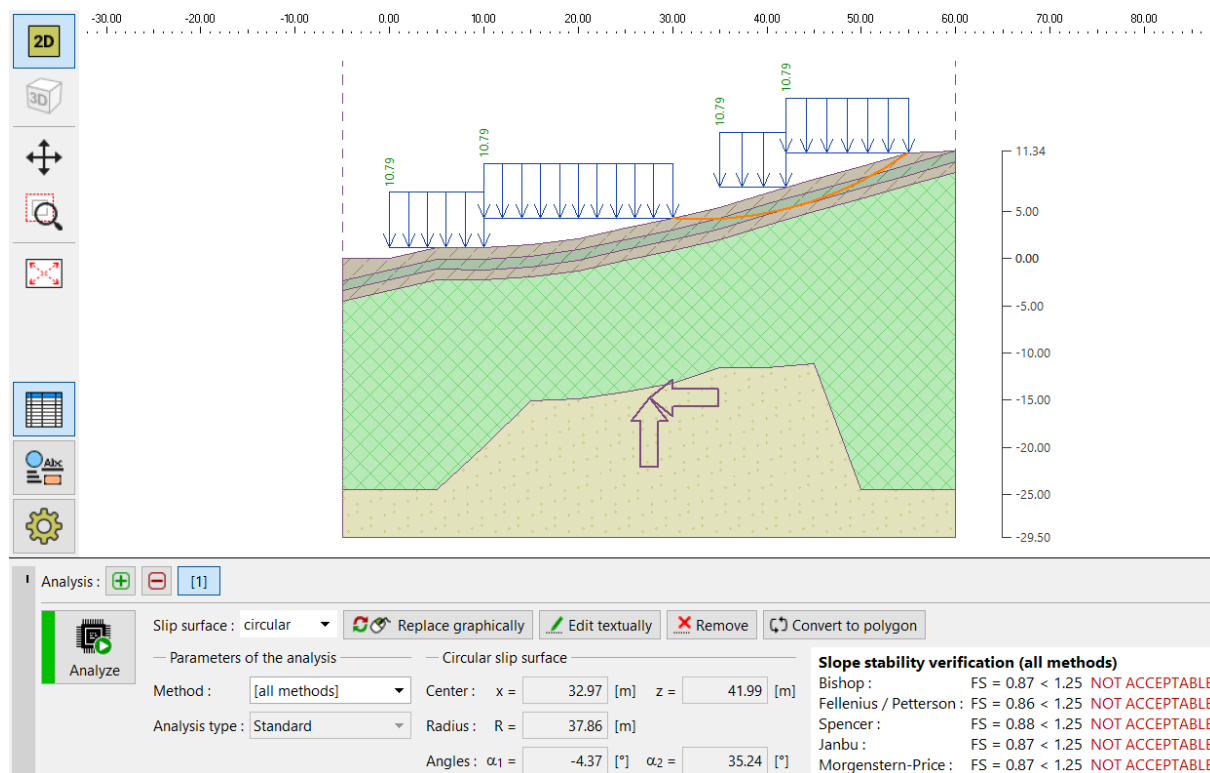 -30.00 -20.00 -10.00 0.00 10.00 20.00 30.00 40.00 50.00 60.00 70.00 80.00
2D
3D
10.79
10.79
10.79
10.79
11.34
5.00
0.00
-5.00
-10.00
-15.00
-20.00
-25.00
-29.50
Abc
Analysis : [1]
Analyze
Slip surface : circular Replace graphically Edit textually Remove Convert to polygon
Parameters of the analysis Circular slip surface
Method : [all methods] Center : x = 32.97 [m] z = 41.99 [m]
Analysis type : Standard Radius : R = 37.86 [m]
Angles : α1 = -4.37 [°] α2 = 35.24 [°]
Slope stability verification (all methods)
Bishop : FS = 0.87 < 1.25 NOT ACCEPTABLE
Fellenius / Petterson : FS = 0.86 < 1.25 NOT ACCEPTABLE
Spencer : FS = 0.88 < 1.25 NOT ACCEPTABLE
Janbu : FS = 0.87 < 1.25 NOT ACCEPTABLE
Morgenstern-Price : FS = 0.87 < 1.25 NOT ACCEPTABLE